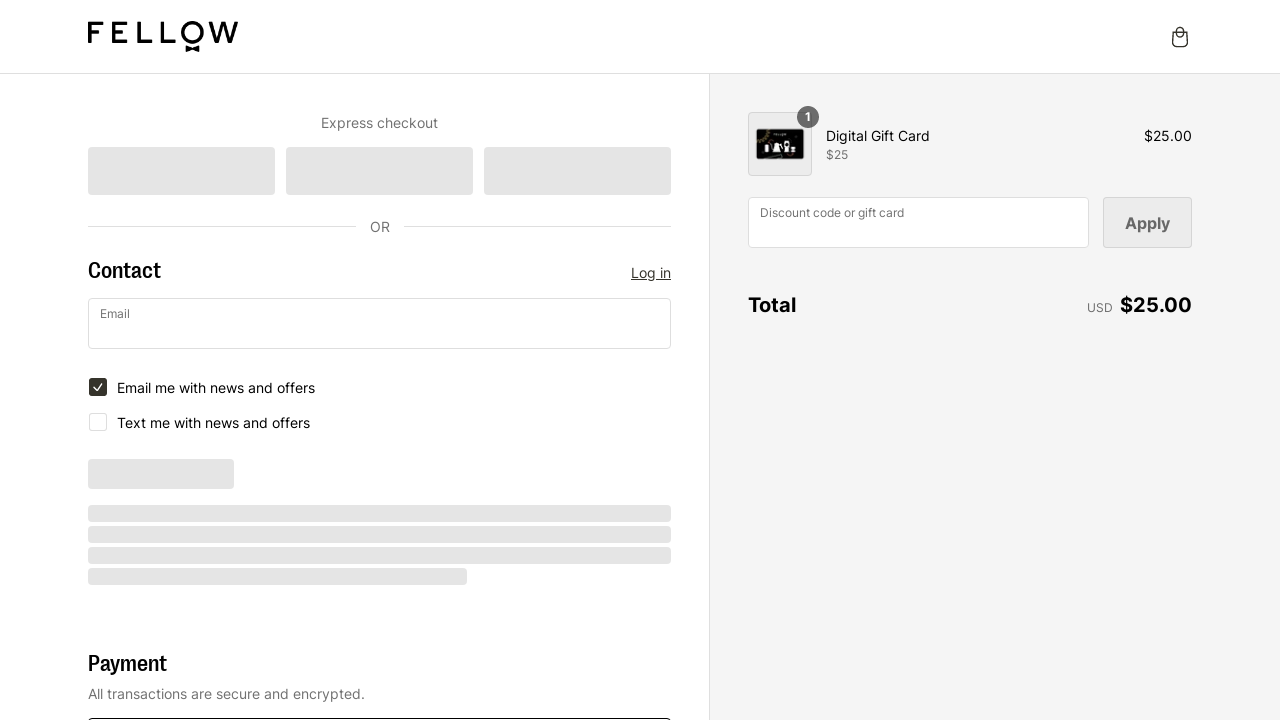 FELLOW
Express checkout
OR
Contact
Log in
Email
Email me with news and offers
Text me with news and offers
Payment
All transactions are secure and encrypted.
1
Digital Gift Card
$25
$25.00
Discount code or gift card
Apply
Total
USD $25.00